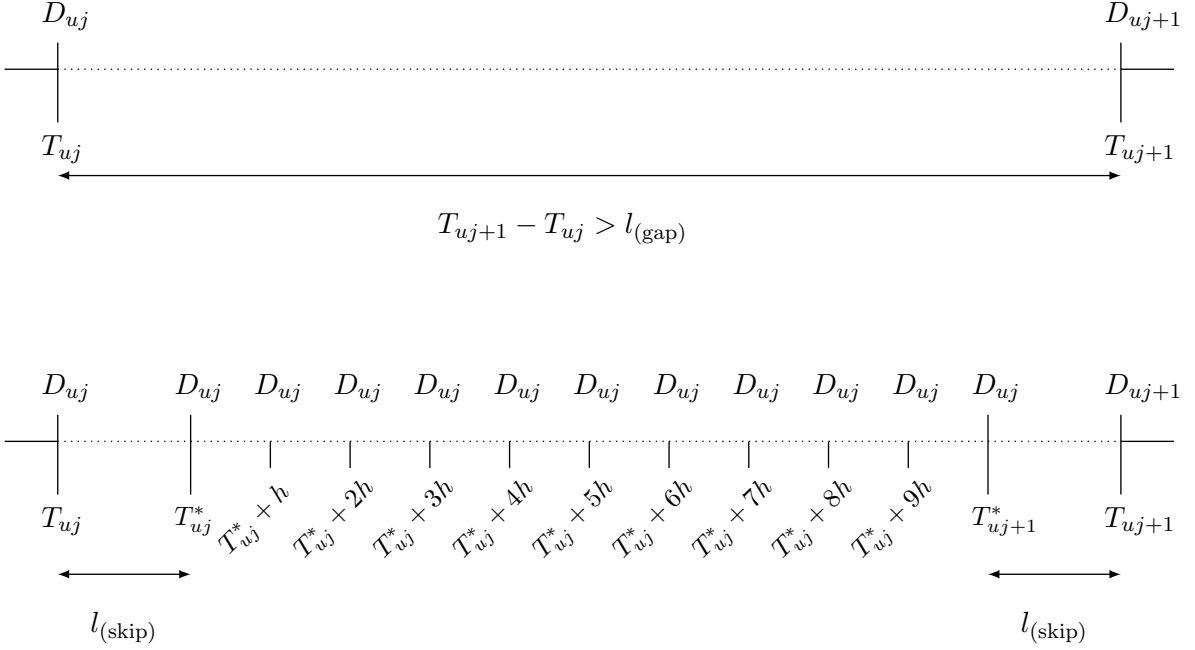 D_{uj} D_{uj+1}
T_{uj} T_{uj+1}
T_{uj+1} − T_{uj} > l_{(gap)}
D_{uj} D_{uj} D_{uj} D_{uj} D_{uj} D_{uj} D_{uj} D_{uj} D_{uj} D_{uj} D_{uj} D_{uj} D_{uj+1}
T_{uj} T^*_{uj} T^*_{uj} + h T^*_{uj} + 2h T^*_{uj} + 3h T^*_{uj} + 4h T^*_{uj} + 5h T^*_{uj} + 6h T^*_{uj} + 7h T^*_{uj} + 8h T^*_{uj} + 9h T^*_{uj+1} T_{uj+1}
l_{(skip)} l_{(skip)}